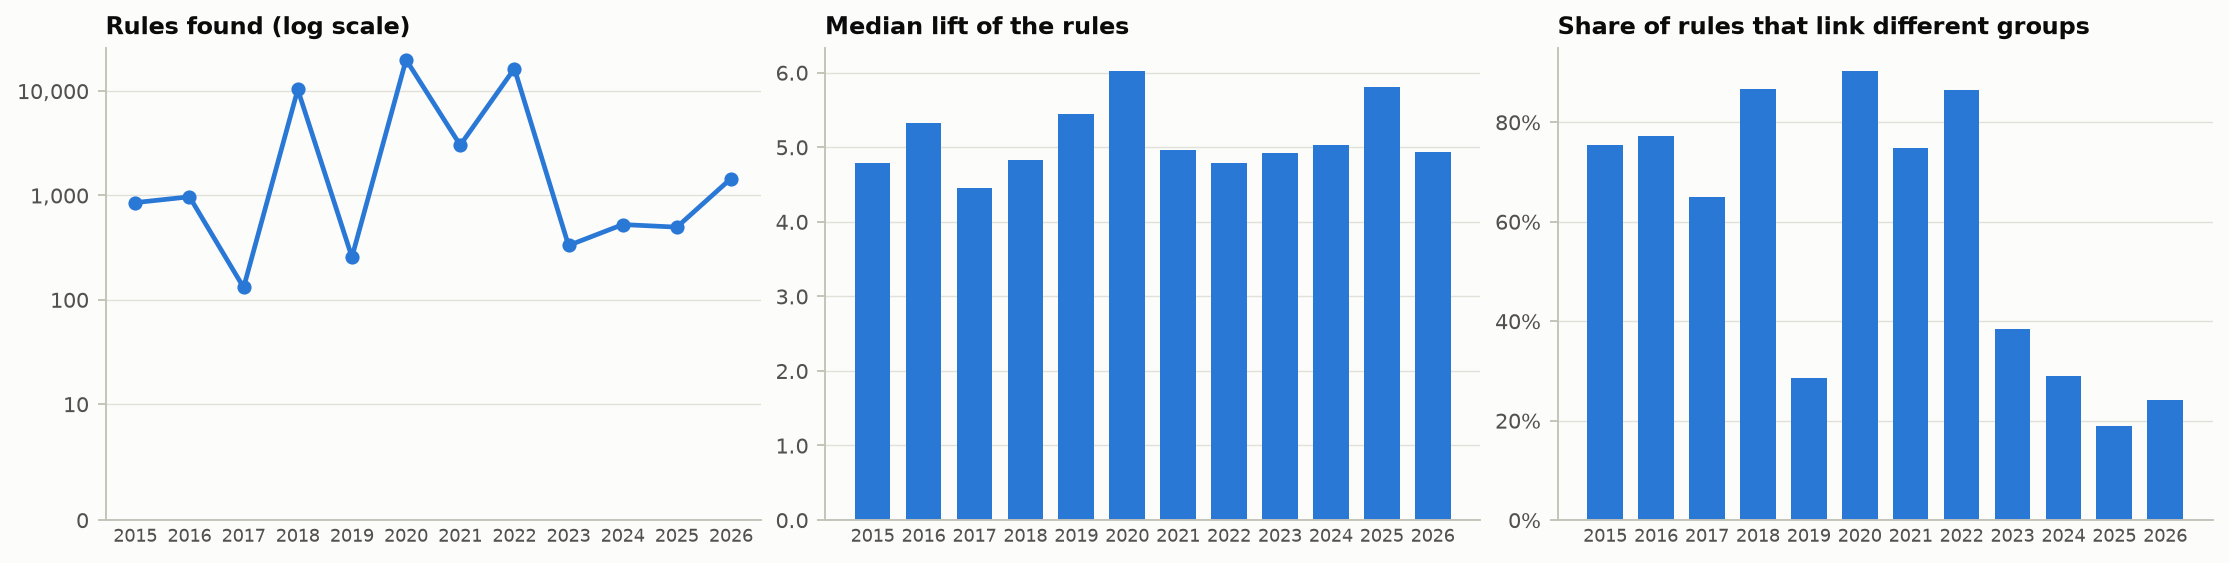 Rules found (log scale)
10,000
1,000
100
10
0
2015 2016 2017 2018 2019 2020 2021 2022 2023 2024 2025 2026
Median lift of the rules
6.0
5.0
4.0
3.0
2.0
1.0
0.0
2015 2016 2017 2018 2019 2020 2021 2022 2023 2024 2025 2026
Share of rules that link different groups
80%
60%
40%
20%
0%
2015 2016 2017 2018 2019 2020 2021 2022 2023 2024 2025 2026